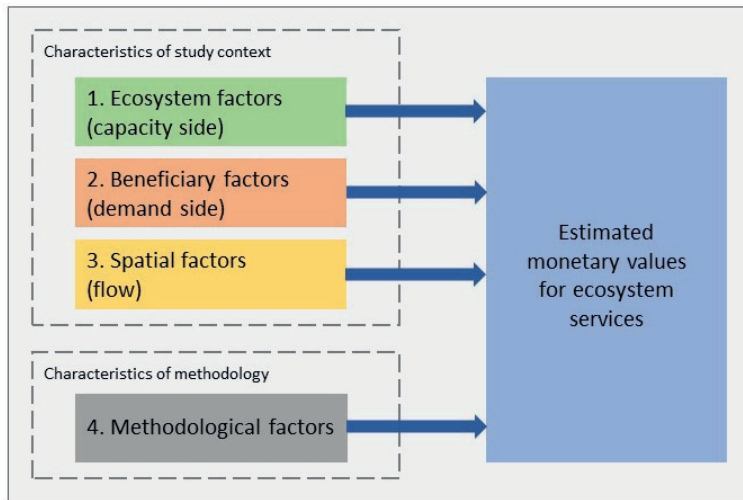 Characteristics of study context
1. Ecosystem factors
(capacity side)
2. Beneficiary factors
(demand side)
3. Spatial factors
(flow)
Estimated
monetary values
for ecosystem
services
Characteristics of methodology
4. Methodological factors